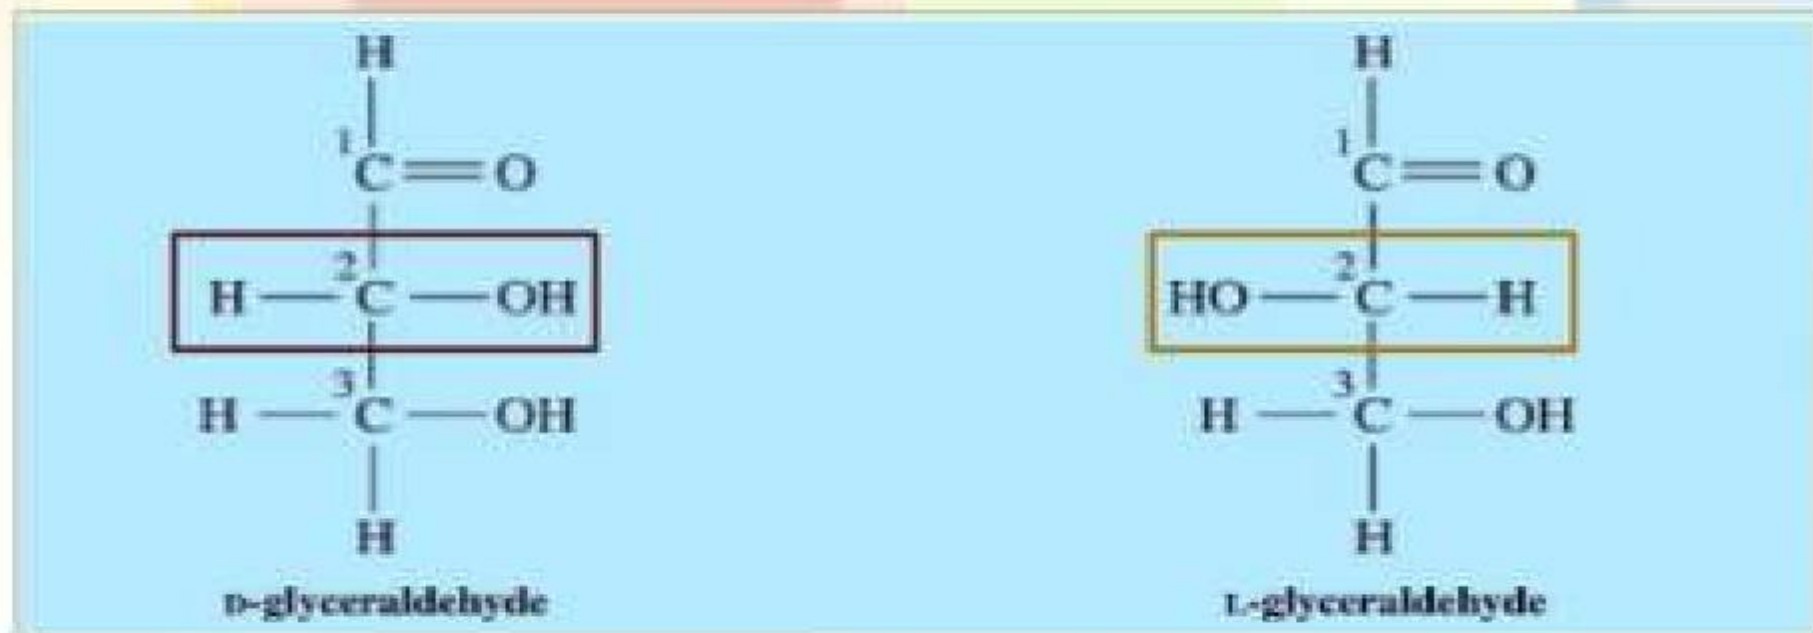 H H
1 C O 1 C O
2 H C OH 2 HO C H
3 H C OH 3 H C OH
H H
D-glyceraldehyde L-glyceraldehyde